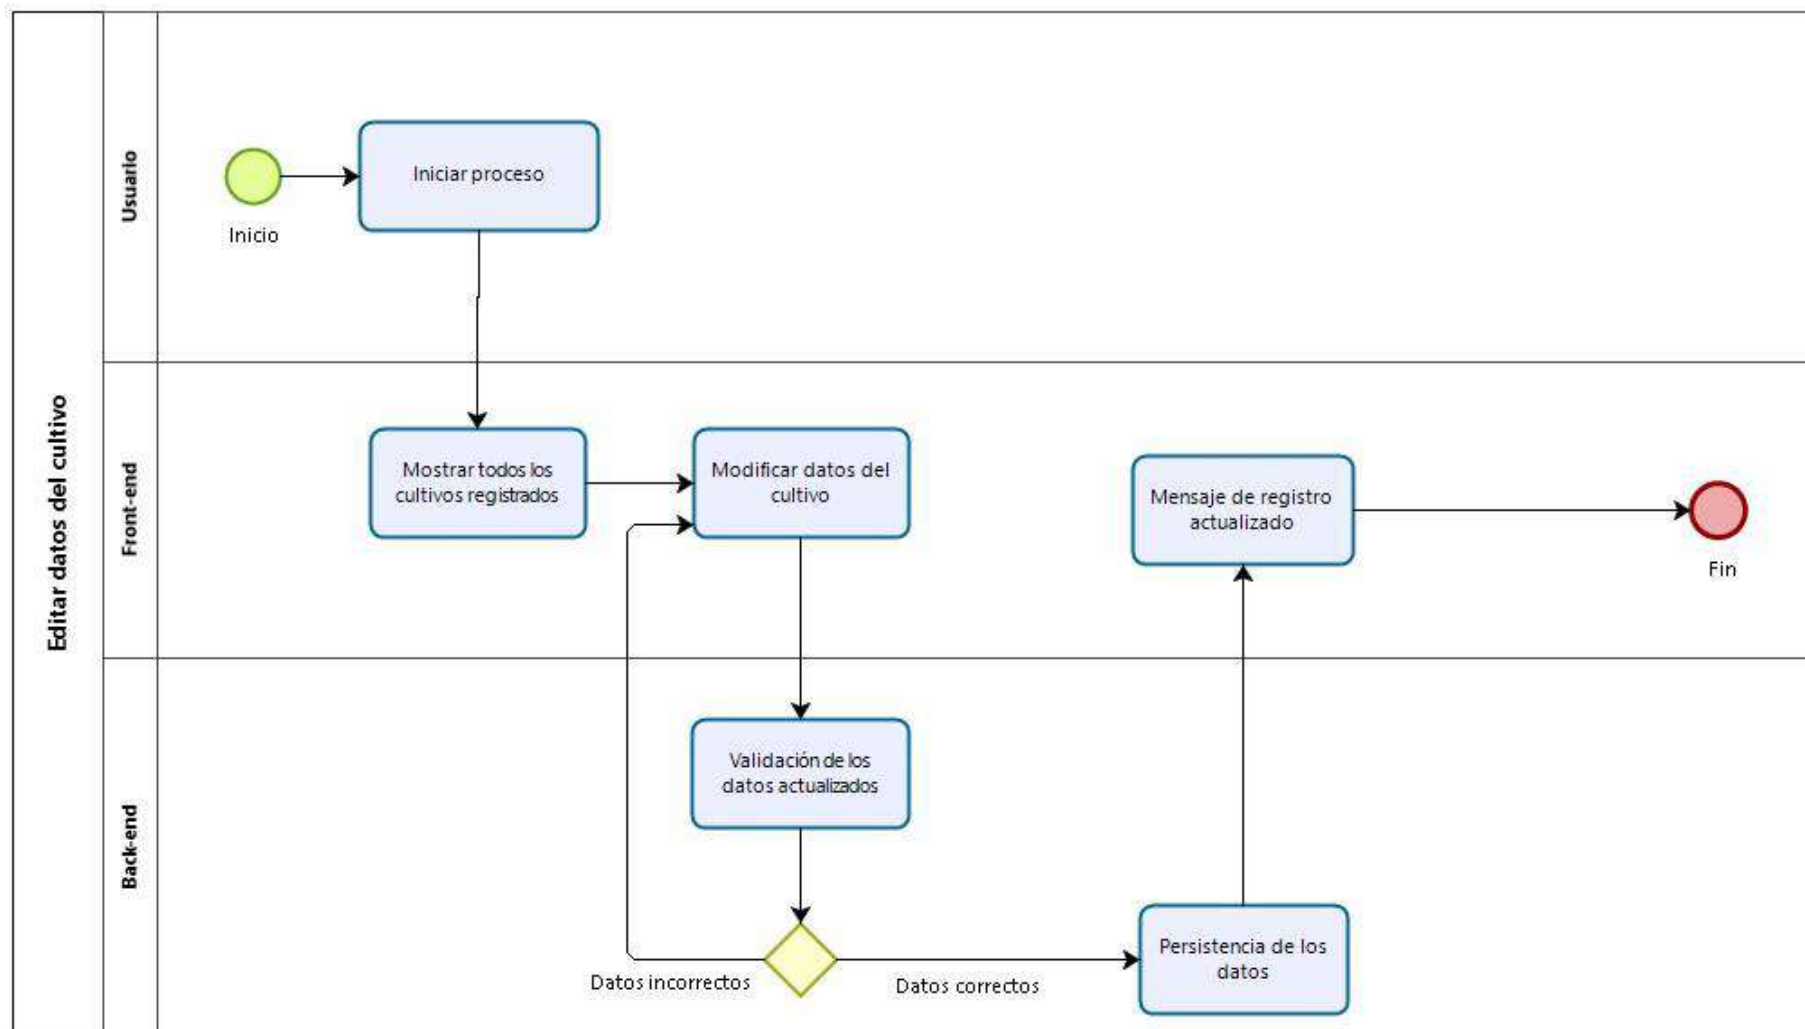 Editar datos del cultivo
Usuario
Inicio
Iniciar proceso
Front-end
Mostrar todos los
cultivos registrados
Modificar datos del
cultivo
Mensaje de registro
actualizado
Fin
Back-end
Validación de los
datos actualizados
Datos incorrectos
Datos correctos
Persistencia de los
datos